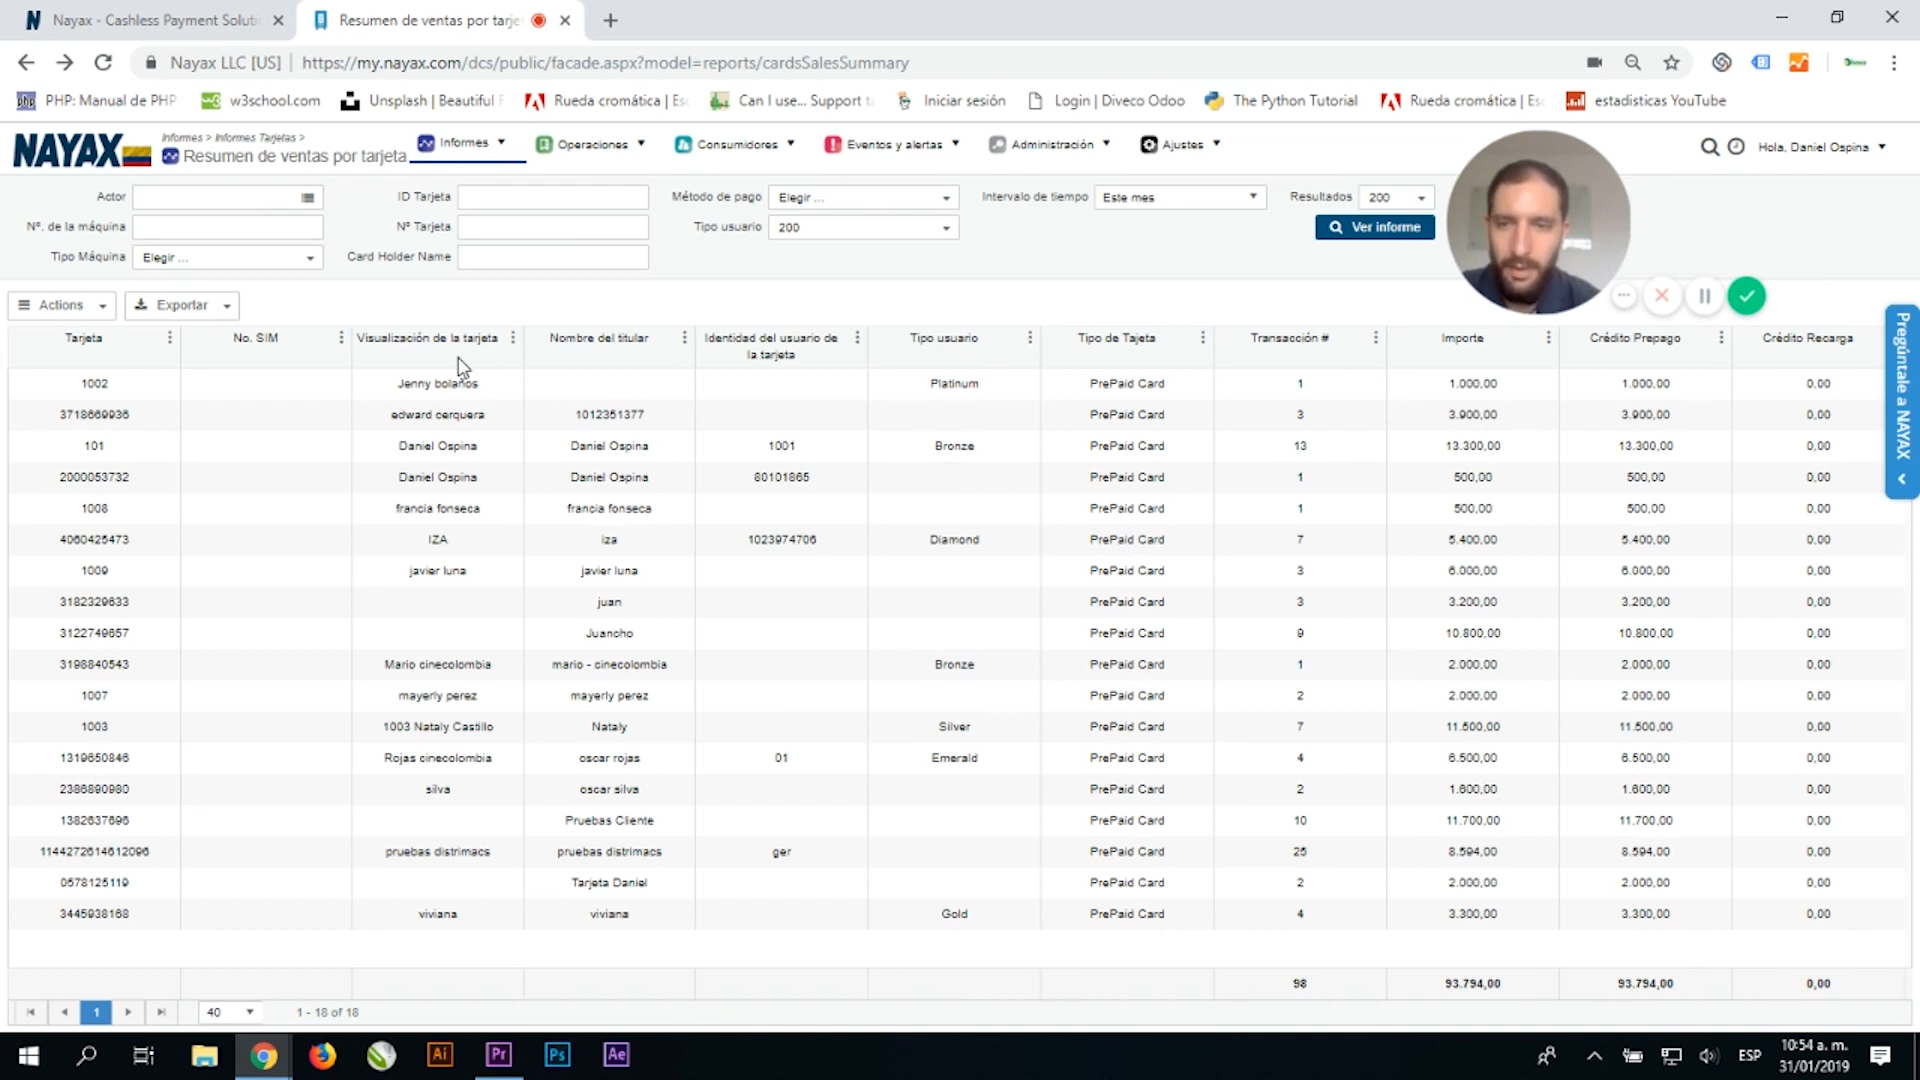 Nayax - Cashless Payment Soluti
Resumen de ventas por tarje
Nayax LLC [US] | https://my.nayax.com/dcs/public/facade.aspx?model=reports/cardsSalesSummary
PHP: Manual de PHP w3school.com Unsplash | Beautiful F Rueda cromática | Es Can I use... Support t Iniciar sesión Login | Diveco Odoo The Python Tutorial Rueda cromática | Es estadisticas YouTube
NAYAX Informes > Informes Tarjetas >
Resumen de ventas por tarjeta
Informes Operaciones Consumidores Eventos y alertas Administración Ajustes Hola, Daniel Ospina
Actor ID Tarjeta Método de pago Elegir ... Intervalo de tiempo Este mes Resultados 200
Nº. de la máquina Nº Tarjeta Tipo usuario 200 Ver informe
Tipo Máquina Elegir ... Card Holder Name
Actions Exportar
Pregúntale a NAYAX
Tarjeta No. SIM Visualización de la tarjeta Nombre del titular Identidad del usuario de la tarjeta Tipo usuario Tipo de Tajeta Transacción # Importe Crédito Prepago Crédito Recarga
1002 Jenny bolaños Platinum PrePaid Card 1 1.000,00 1.000,00 0,00
3718669936 edward cerquera 1012351377 PrePaid Card 3 3.900,00 3.900,00 0,00
101 Daniel Ospina Daniel Ospina 1001 Bronze PrePaid Card 13 13.300,00 13.300,00 0,00
2000053732 Daniel Ospina Daniel Ospina 80101865 PrePaid Card 1 500,00 500,00 0,00
1008 francia fonseca francia fonseca PrePaid Card 1 500,00 500,00 0,00
4060425473 IZA iza 1023974706 Diamond PrePaid Card 7 5.400,00 5.400,00 0,00
1009 javier luna javier luna PrePaid Card 3 6.000,00 6.000,00 0,00
3182329633 juan PrePaid Card 3 3.200,00 3.200,00 0,00
3122749657 Juancho PrePaid Card 9 10.800,00 10.800,00 0,00
3198840543 Mario cinecolombia mario - cinecolombia Bronze PrePaid Card 1 2.000,00 2.000,00 0,00
1007 mayerly perez mayerly perez PrePaid Card 2 2.000,00 2.000,00 0,00
1003 1003 Nataly Castillo Nataly Silver PrePaid Card 7 11.500,00 11.500,00 0,00
1319650846 Rojas cinecolombia oscar rojas 01 Emerald PrePaid Card 4 6.500,00 6.500,00 0,00
2386890980 silva oscar silva PrePaid Card 2 1.600,00 1.600,00 0,00
1382637696 Pruebas Cliente PrePaid Card 10 11.700,00 11.700,00 0,00
1144272614612096 pruebas distrimacs pruebas distrimacs ger PrePaid Card 25 8.594,00 8.594,00 0,00
0578125119 Tarjeta Daniel PrePaid Card 2 2.000,00 2.000,00 0,00
3445938168 viviana viviana Gold PrePaid Card 4 3.300,00 3.300,00 0,00
98 93.794,00 93.794,00 0,00
1 40 1 - 18 of 18
Ai Pr Ps Ae ESP 10:54 a. m.
31/01/2019